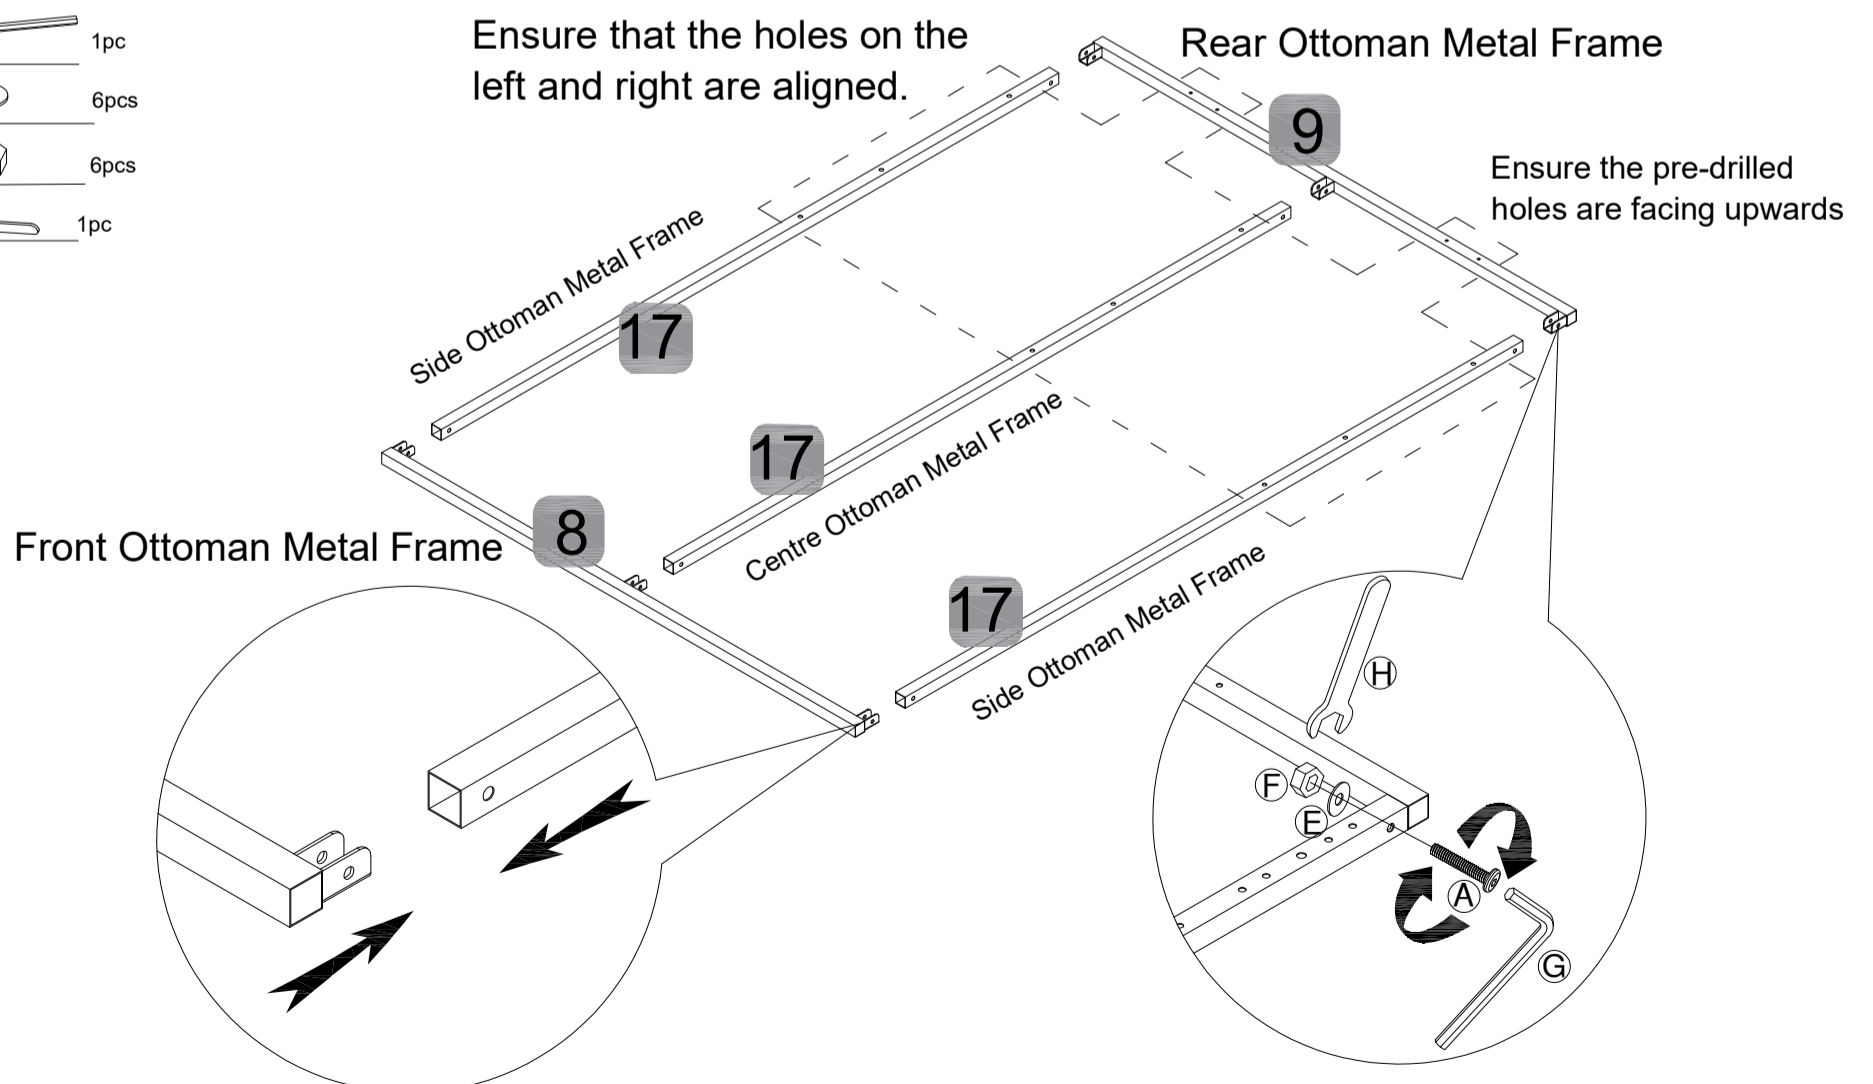 1pc
6pcs
6pcs
1pc
Ensure that the holes on the
left and right are aligned.
Rear Ottoman Metal Frame
9
Ensure the pre-drilled
holes are facing upwards
Side Ottoman Metal Frame
17
17
Centre Ottoman Metal Frame
Front Ottoman Metal Frame
8
17
Side Ottoman Metal Frame
H
F
E
A
G